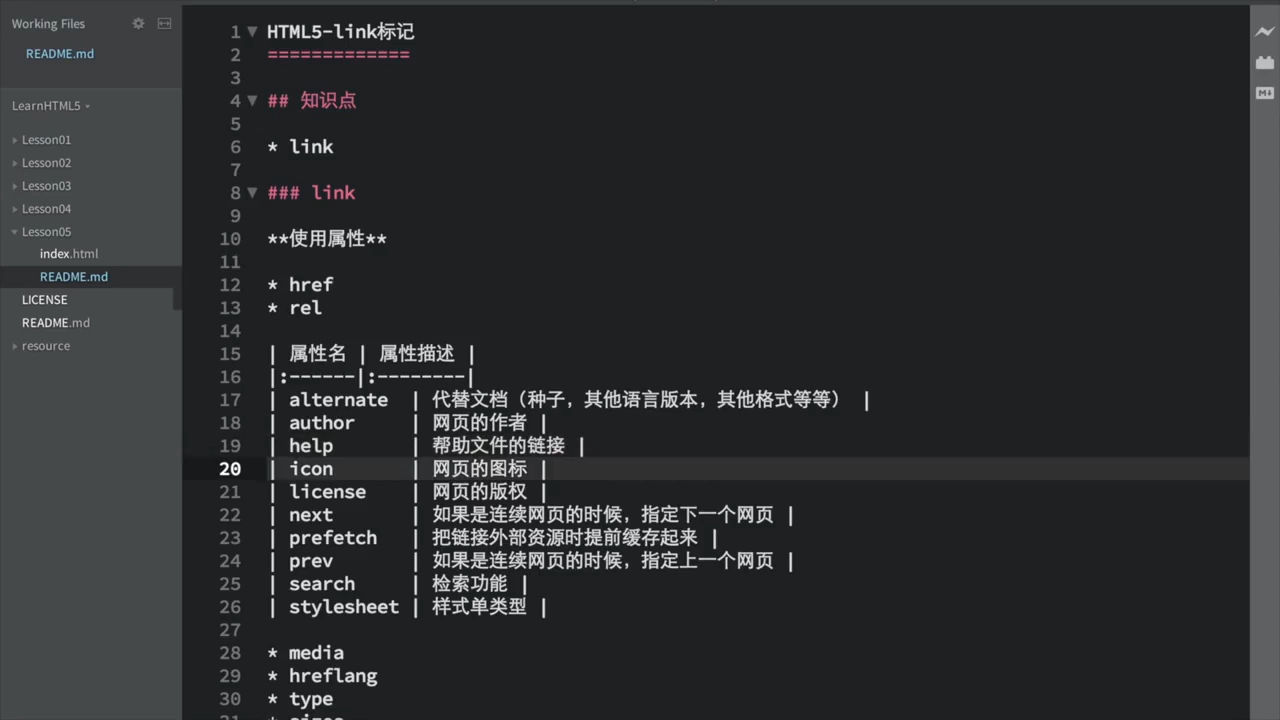 Working Files
README.md
LearnHTML5
Lesson01
Lesson02
Lesson03
Lesson04
Lesson05
index.html
README.md
LICENSE
README.md
resource
1 HTML5-link标记
2 =============
3
4 ## 知识点
5
6 * link
7
8 ### link
9
10 **使用属性**
11
12 * href
13 * rel
14
15 | 属性名 | 属性描述 |
16 |:------|:--------|
17 | alternate | 代替文档（种子，其他语言版本，其他格式等等） |
18 | author | 网页的作者 |
19 | help | 帮助文件的链接 |
20 | icon | 网页的图标 |
21 | license | 网页的版权 |
22 | next | 如果是连续网页的时候，指定下一个网页 |
23 | prefetch | 把链接外部资源时提前缓存起来 |
24 | prev | 如果是连续网页的时候，指定上一个网页 |
25 | search | 检索功能 |
26 | stylesheet | 样式单类型 |
27
28 * media
29 * hreflang
30 * type